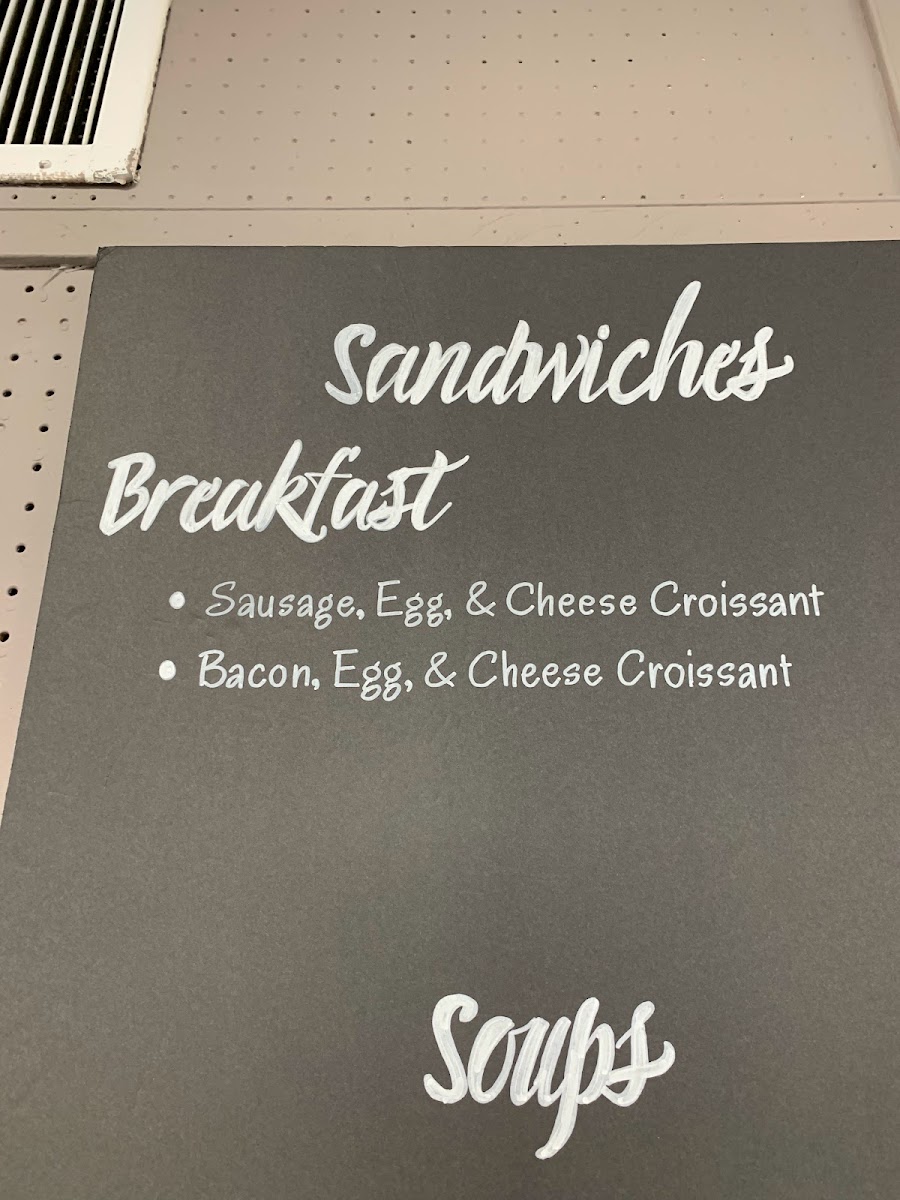 Sandwiches
Breakfast
• Sausage, Egg, & Cheese Croissant
• Bacon, Egg, & Cheese Croissant
Soups